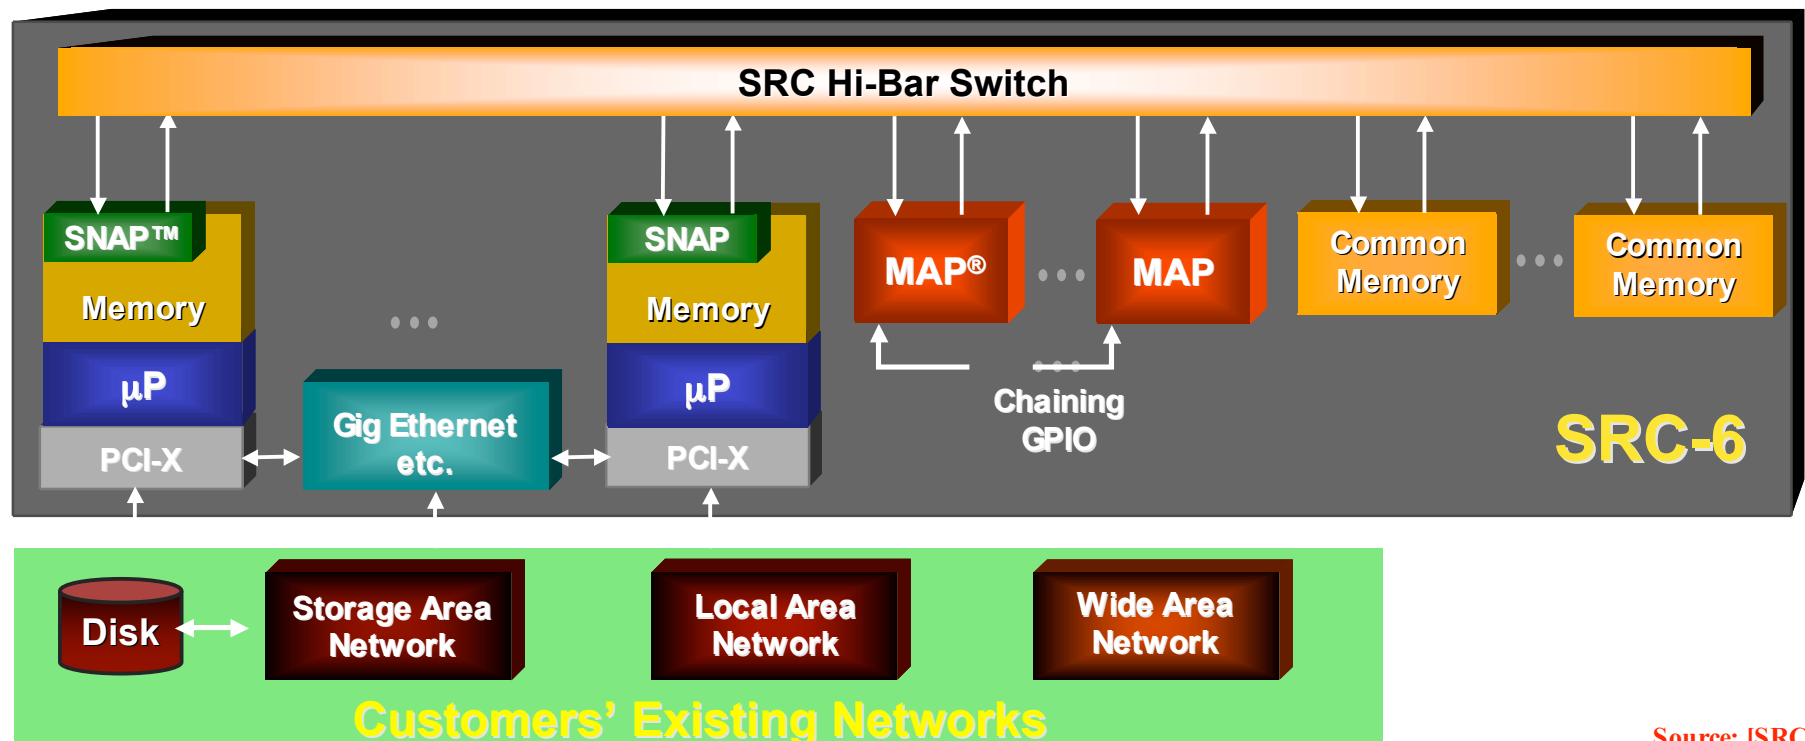 SRC Hi-Bar Switch
SNAP™
Memory
µP
PCI-X
Gig Ethernet
etc.
SNAP
Memory
µP
PCI-X
MAP®
MAP
Chaining
GPIO
Common
Memory
Common
Memory
SRC-6
Disk
Storage Area
Network
Local Area
Network
Wide Area
Network
Customers’ Existing Networks
Source: [SRC